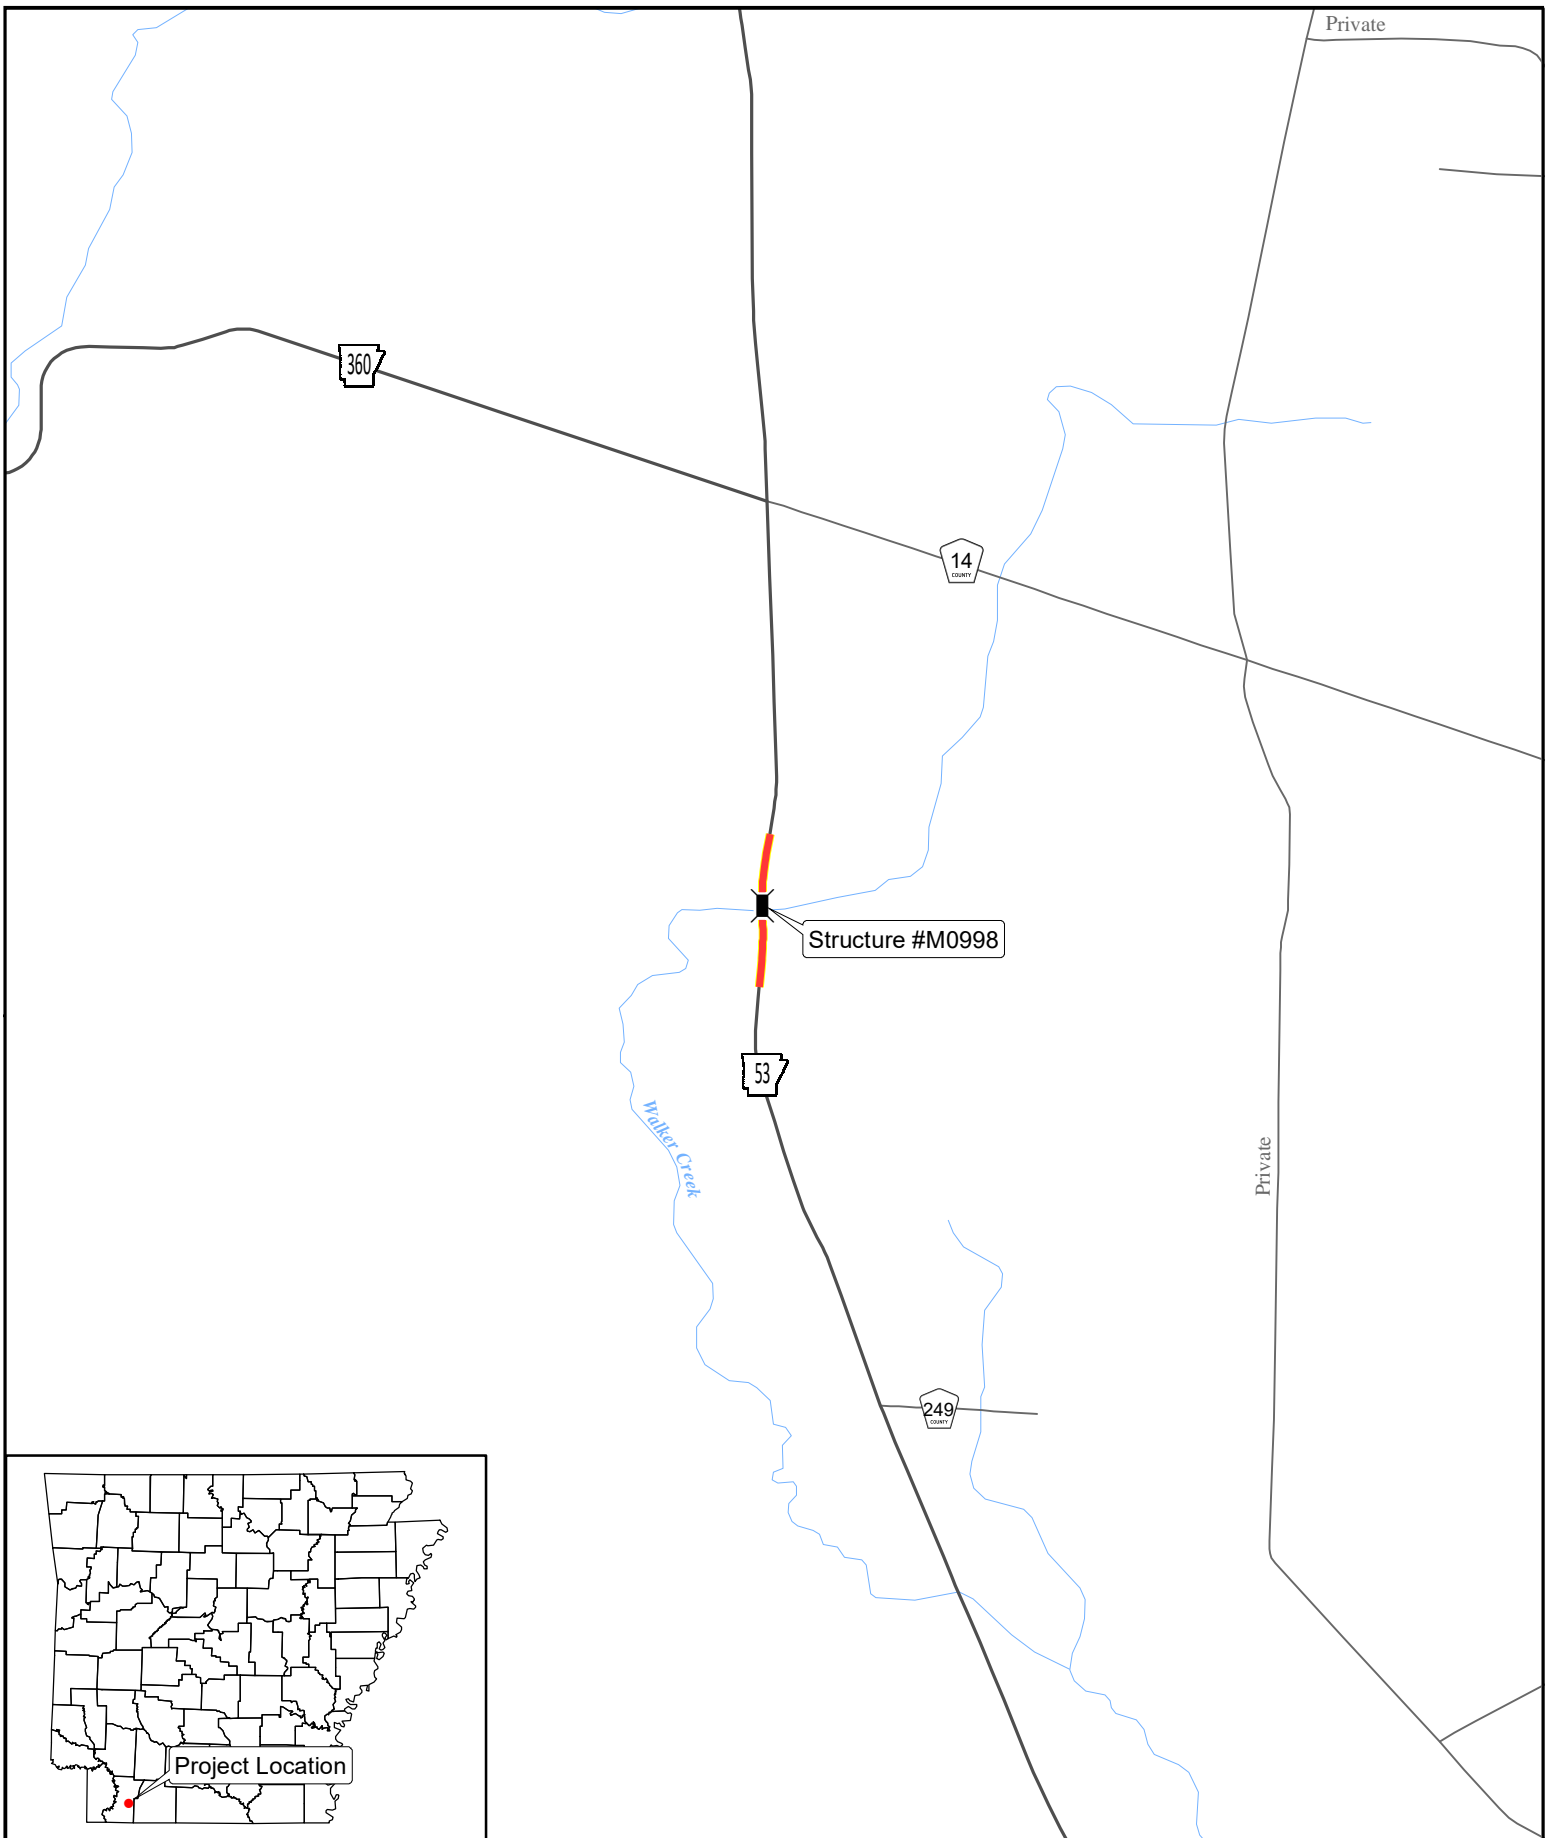 Private
360
14
COUNTY
Structure #M0998
53
Walker Creek
Private
249
COUNTY
Project Location